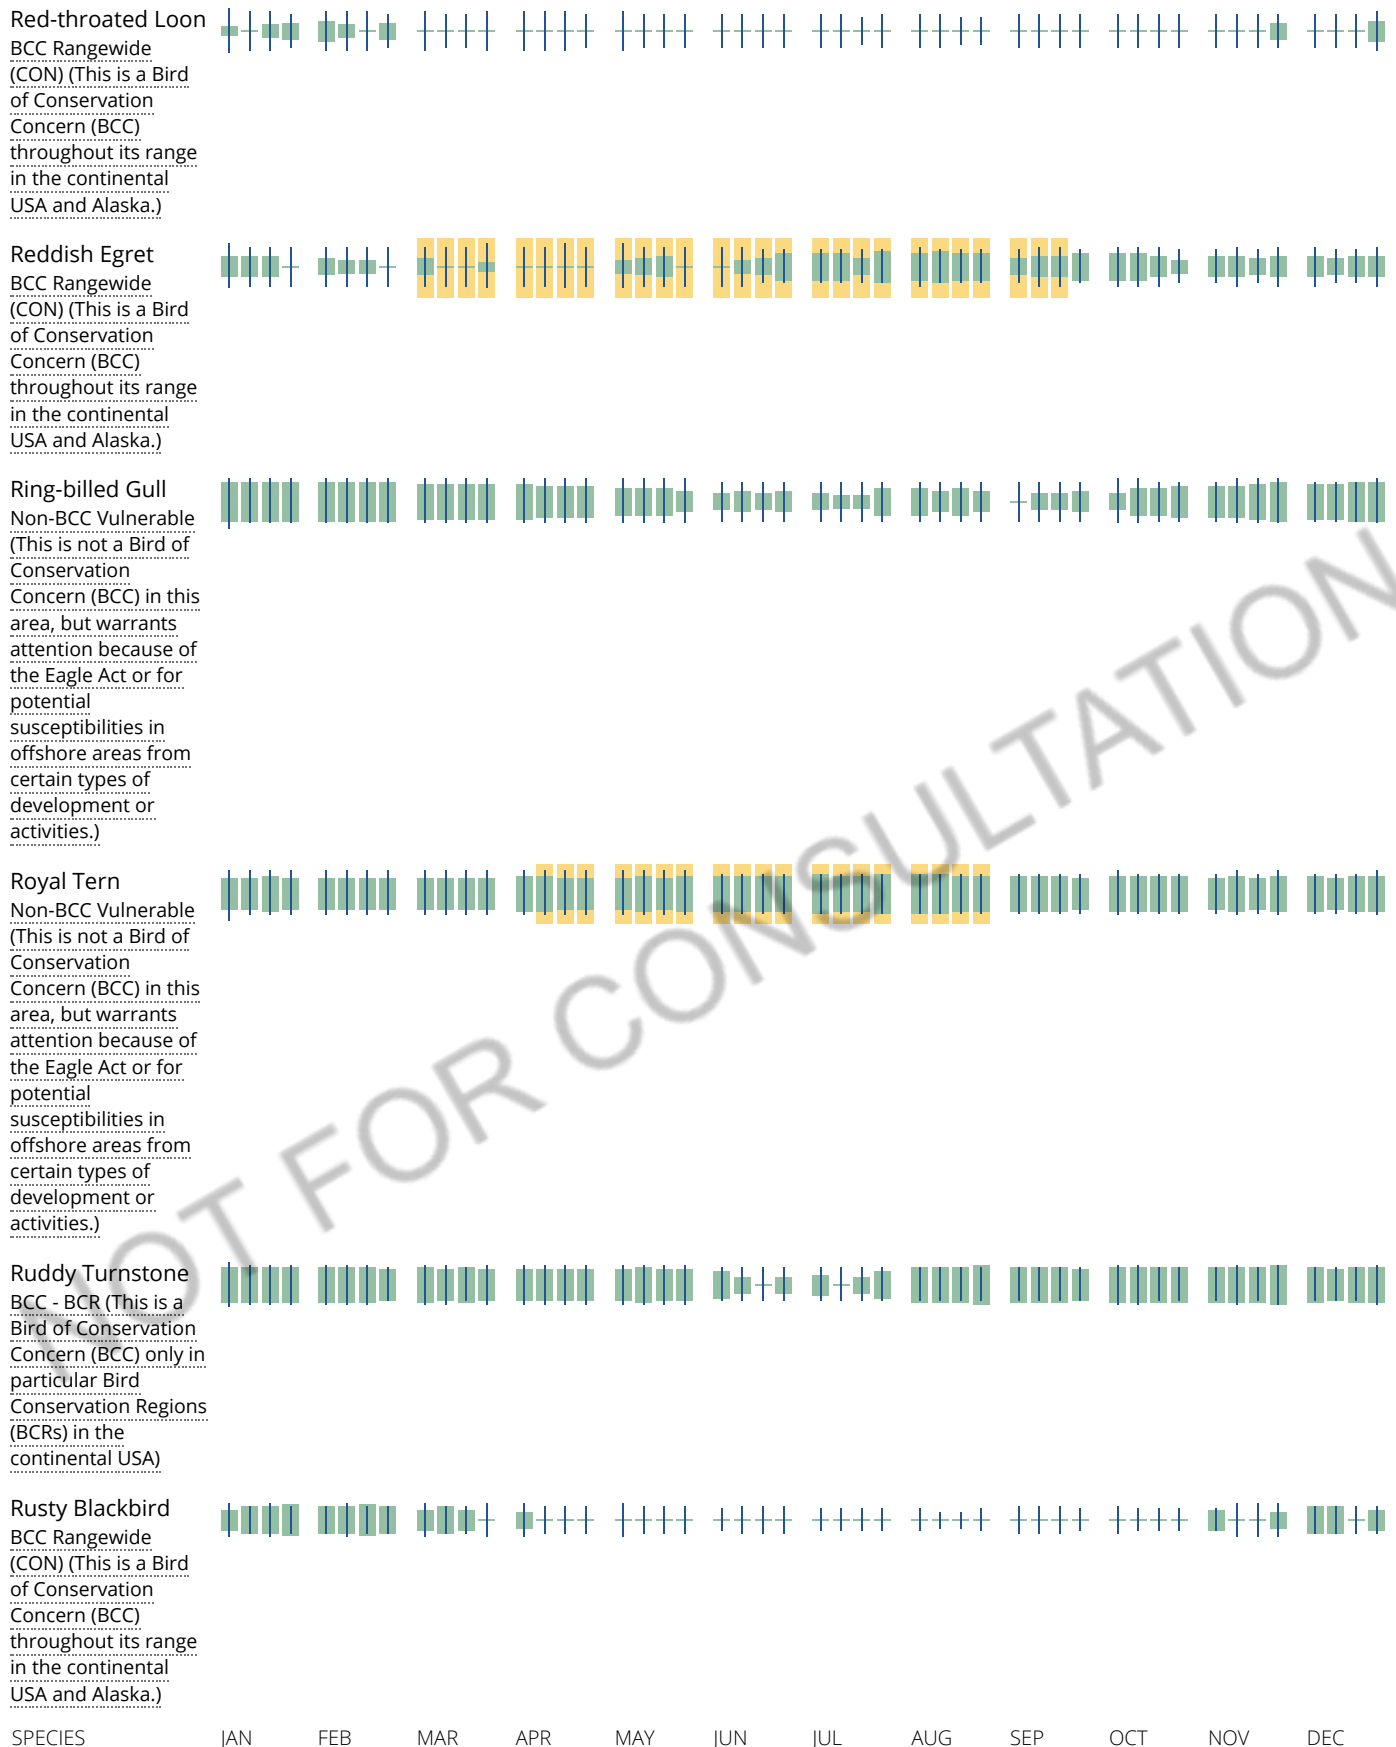 Red-throated Loon
BCC Rangewide
(CON) (This is a Bird
of Conservation
Concern (BCC)
throughout its range
in the continental
USA and Alaska.)
Reddish Egret
BCC Rangewide
(CON) (This is a Bird
of Conservation
Concern (BCC)
throughout its range
in the continental
USA and Alaska.)
Ring-billed Gull
Non-BCC Vulnerable
(This is not a Bird of
Conservation
Concern (BCC) in this
area, but warrants
attention because of
the Eagle Act or for
potential
susceptibilities in
offshore areas from
certain types of
development or
activities.)
Royal Tern
Non-BCC Vulnerable
(This is not a Bird of
Conservation
Concern (BCC) in this
area, but warrants
attention because of
the Eagle Act or for
potential
susceptibilities in
offshore areas from
certain types of
development or
activities.)
Ruddy Turnstone
BCC - BCR (This is a
Bird of Conservation
Concern (BCC) only in
particular Bird
Conservation Regions
(BCRs) in the
continental USA)
Rusty Blackbird
BCC Rangewide
(CON) (This is a Bird
of Conservation
Concern (BCC)
throughout its range
in the continental
USA and Alaska.)
SPECIES JAN FEB MAR APR MAY JUN JUL AUG SEP OCT NOV DEC
NOT FOR CONSULTATION